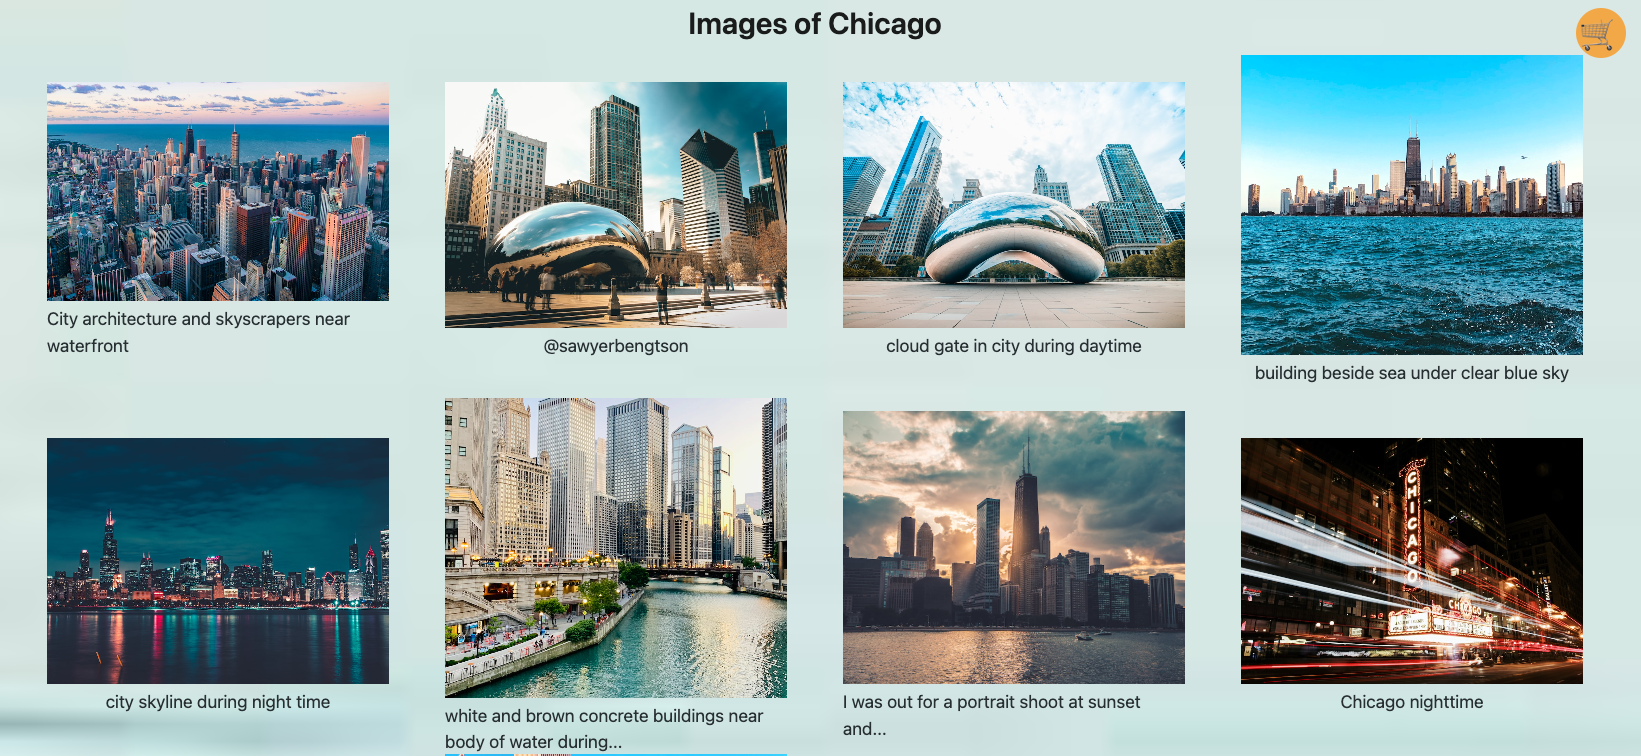 Images of Chicago
City architecture and skyscrapers near
waterfront
@sawyerbengtson
cloud gate in city during daytime
building beside sea under clear blue sky
city skyline during night time
white and brown concrete buildings near
body of water during...
I was out for a portrait shoot at sunset
and...
CHICAGO
CHICAGO
Chicago nighttime